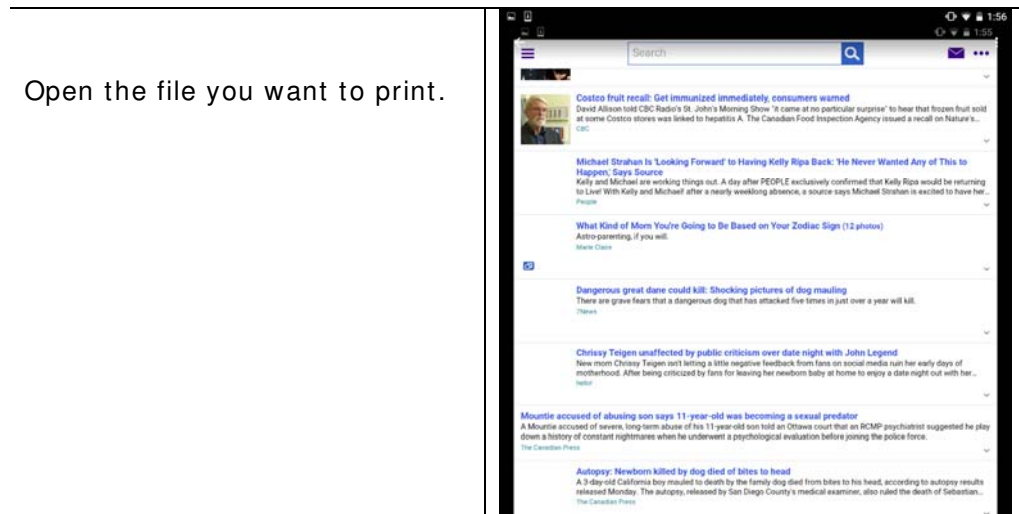 Open the file you want to print.
1:56
1:55
Search
Costco fruit recall: Get immunized immediately, consumers warned
David Allison told CBC Radio's St. John's Morning Show "it came at no particular surprise" to hear that frozen fruit sold
at some Costco stores was linked to hepatitis A. The Canadian Food Inspection Agency issued a recall on Nature's...
CBC
Michael Strahan Is 'Looking Forward' to Having Kelly Ripa Back: 'He Never Wanted Any of This to
Happen,' Says Source
Kelly and Michael are working things out. A day after PEOPLE exclusively confirmed that Kelly Ripa would be returning
to Live! With Kelly and Michael! after a nearly weeklong absence, a source says Michael Strahan is excited to have her...
People
What Kind of Mom You're Going to Be Based on Your Zodiac Sign (12 photos)
Astro-parenting, if you will.
Marie Claire
Dangerous great dane could kill: Shocking pictures of dog mauling
There are grave fears that a dangerous dog that has attacked five times in just over a year will kill.
7News
Chrissy Teigen unaffected by public criticism over date night with John Legend
New mom Chrissy Teigen isn't letting a little negative feedback from fans on social media ruin her early days of
motherhood. After being criticized by fans for leaving her newborn baby at home to enjoy a date night out with her...
hello!
Mountie accused of abusing son says 11-year-old was becoming a sexual predator
A Mountie accused of severe, long-term abuse of his 11-year-old son told an Ottawa court that an RCMP psychiatrist suggested he play
down a history of constant nightmares when he underwent a psychological evaluation before joining the police force.
The Canadian Press
Autopsy: Newborn killed by dog died of bites to head
A 3-day-old California boy mauled to death by the family dog died from bites to his head, according to autopsy results
released Monday. The autopsy, released by San Diego County's medical examiner, also ruled the death of Sebastian...
The Canadian Press